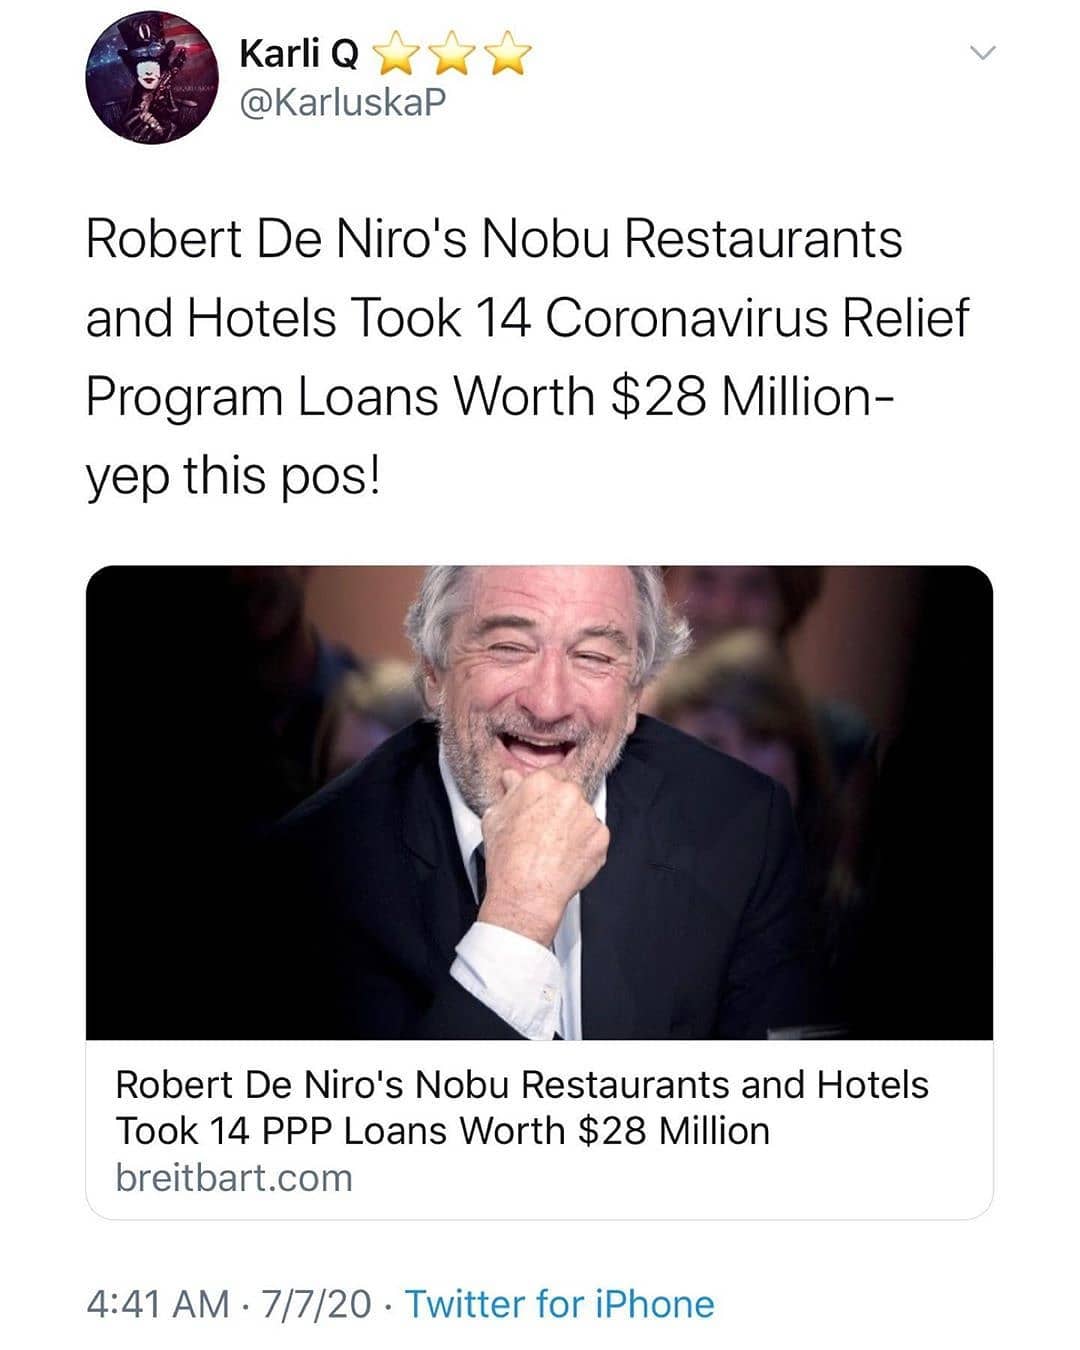 Karli Q ⭐⭐⭐
@KarluskaP
Robert De Niro's Nobu Restaurants
and Hotels Took 14 Coronavirus Relief
Program Loans Worth $28 Million-
yep this pos!
Robert De Niro's Nobu Restaurants and Hotels
Took 14 PPP Loans Worth $28 Million
breitbart.com
4:41 AM · 7/7/20 · Twitter for iPhone